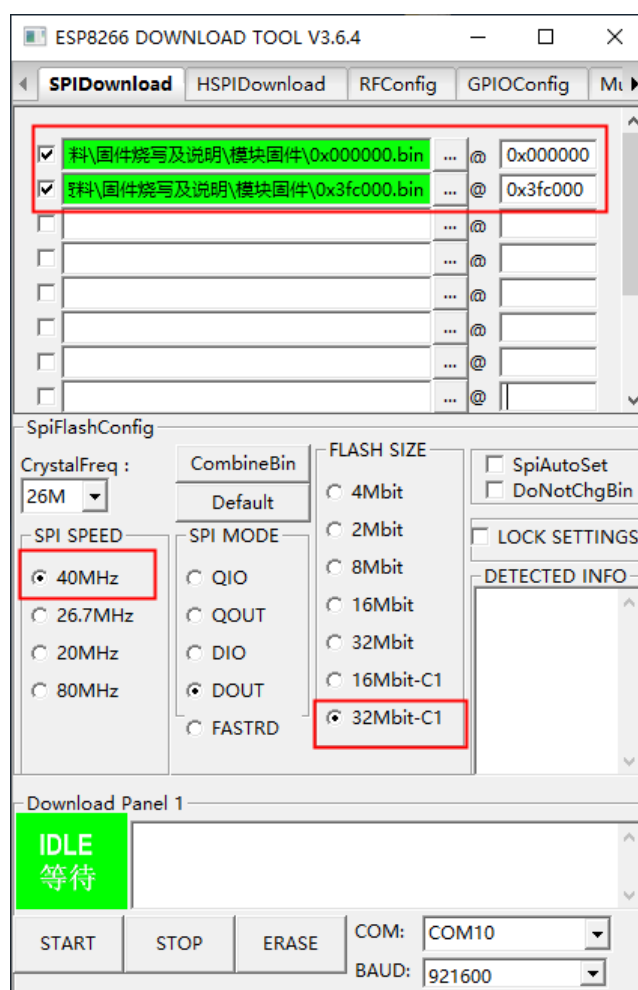 ESP8266 DOWNLOAD TOOL V3.6.4
SPIDownload HSPIDownload RFConfig GPIOConfig
料\固件烧写及说明\模块固件\0x000000.bin ... @ 0x000000
料\固件烧写及说明\模块固件\0x3fc000.bin ... @ 0x3fc000
... @
... @
... @
... @
... @
... @
SpiFlashConfig
CrystalFreq :
26M
CombineBin
Default
SPI SPEED
40MHz
26.7MHz
20MHz
80MHz
SPI MODE
QIO
QOUT
DIO
DOUT
FASTRD
FLASH SIZE
4Mbit
2Mbit
8Mbit
16Mbit
32Mbit
16Mbit-C1
32Mbit-C1
SpiAutoSet
DoNotChgBin
LOCK SETTINGS
DETECTED INFO
Download Panel 1
IDLE
等待
START STOP ERASE
COM: COM10
BAUD: 921600